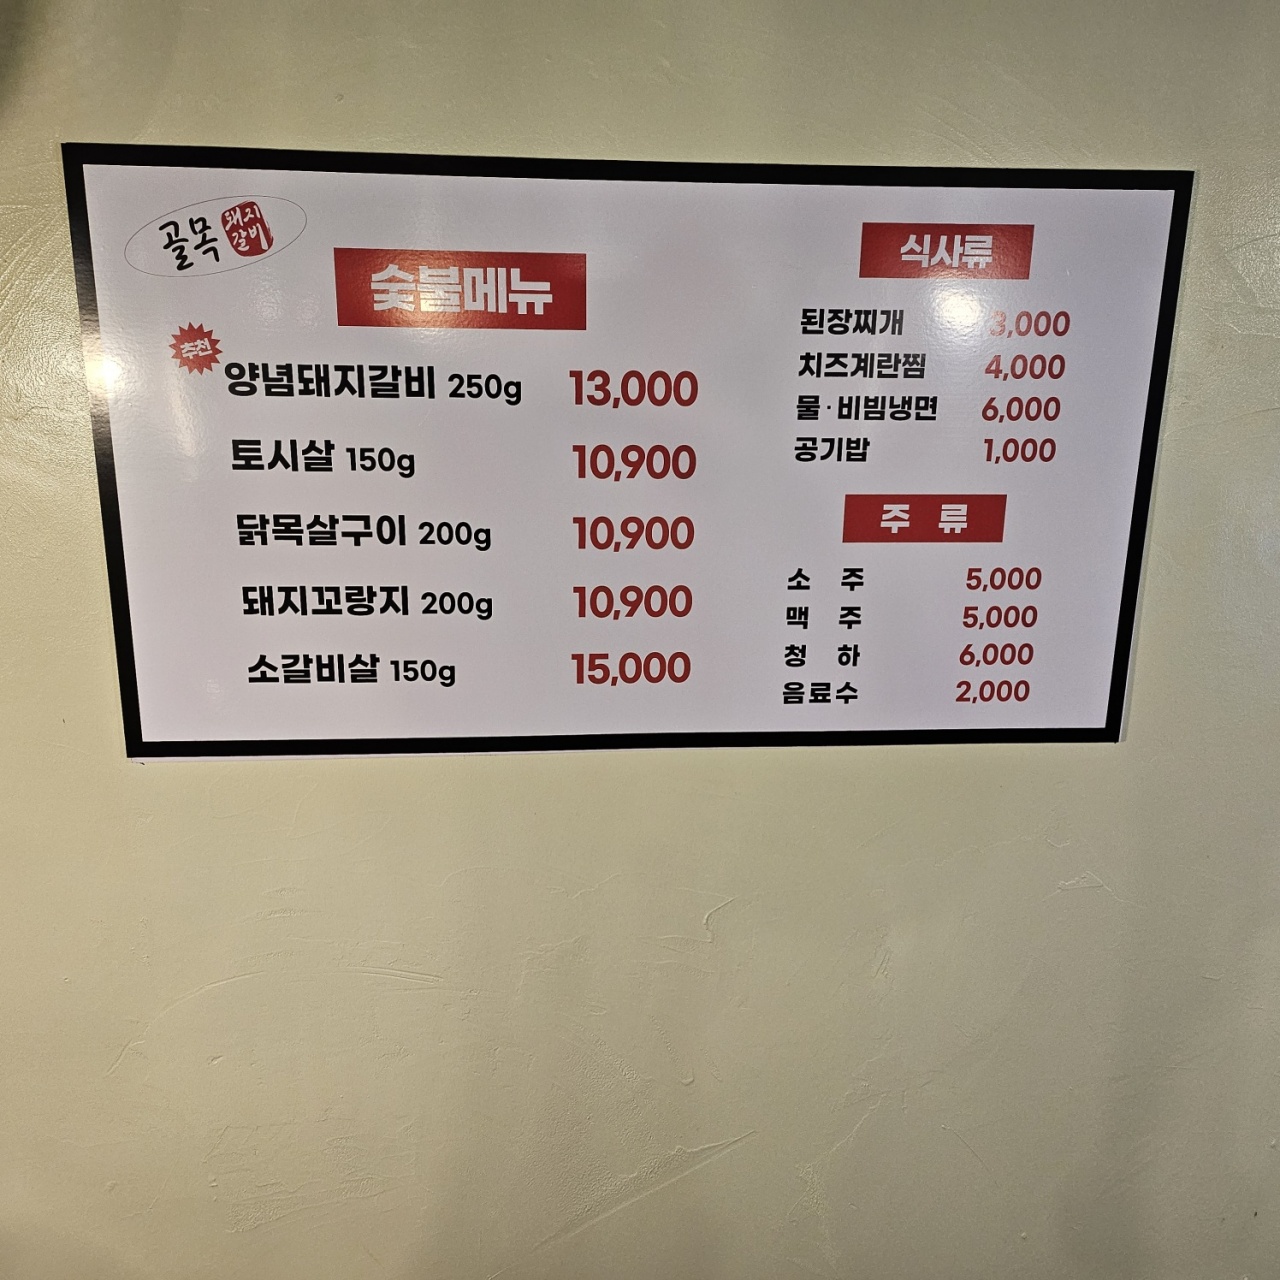 골목 돼지갈비
숯불메뉴
추천
양념돼지갈비 250g 13,000
토시살 150g 10,900
닭목살구이 200g 10,900
돼지꼬랑지 200g 10,900
소갈비살 150g 15,000
식사류
된장찌개 3,000
치즈계란찜 4,000
물·비빔냉면 6,000
공기밥 1,000
주 류
소 주 5,000
맥 주 5,000
청 하 6,000
음료수 2,000